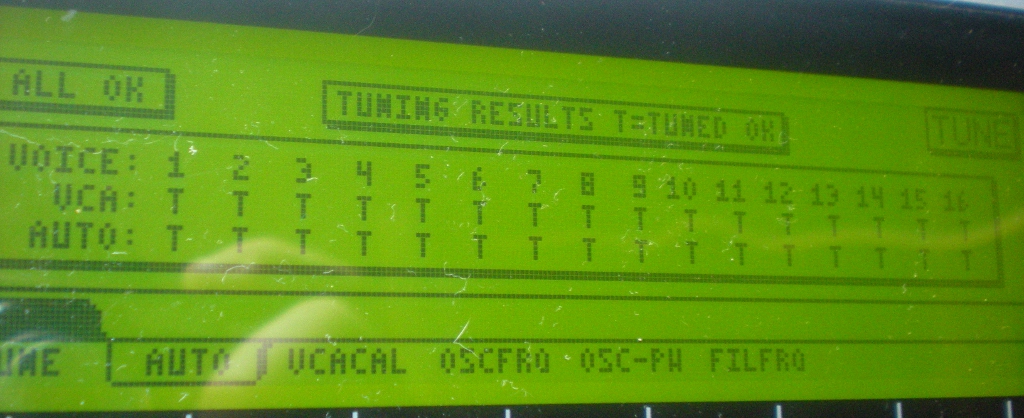 ALL OK TUNING RESULTS T=TUNED OK TUNE
VOICE: 1 2 3 4 5 6 7 8 9 10 11 12 13 14 15 16
VCA: T T T T T T T T T T T T T T T T
AUTO: T T T T T T T T T T T T T T T T
UME AUTO VCACAL OSCFRQ OSC-PW FILFRQ